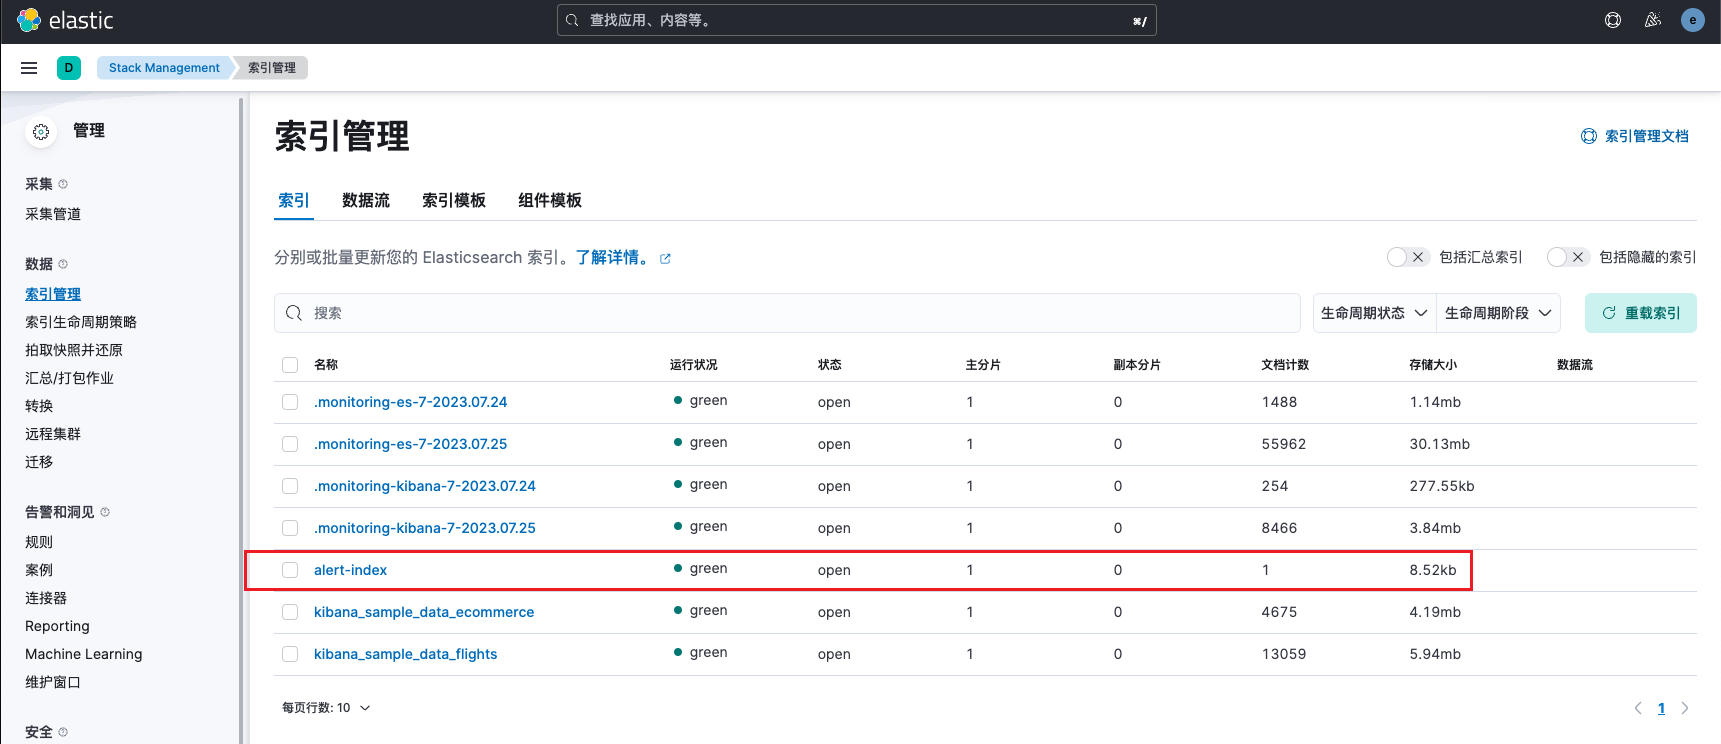 elastic
查找应用、内容等。
⌘/
e
D
Stack Management
索引管理
管理
采集
采集管道
数据
索引管理
索引生命周期策略
拍取快照并还原
汇总/打包作业
转换
远程集群
迁移
告警和洞见
规则
案例
连接器
Reporting
Machine Learning
维护窗口
安全
索引管理
索引管理文档
索引 数据流 索引模板 组件模板
分别或批量更新您的 Elasticsearch 索引。了解详情。
包括汇总索引 包括隐藏的索引
搜索
生命周期状态 生命周期阶段 重载索引
名称 运行状况 状态 主分片 副本分片 文档计数 存储大小 数据流
.monitoring-es-7-2023.07.24 green open 1 0 1488 1.14mb
.monitoring-es-7-2023.07.25 green open 1 0 55962 30.13mb
.monitoring-kibana-7-2023.07.24 green open 1 0 254 277.55kb
.monitoring-kibana-7-2023.07.25 green open 1 0 8466 3.84mb
alert-index green open 1 0 1 8.52kb
kibana_sample_data_ecommerce green open 1 0 4675 4.19mb
kibana_sample_data_flights green open 1 0 13059 5.94mb
每页行数: 10
1